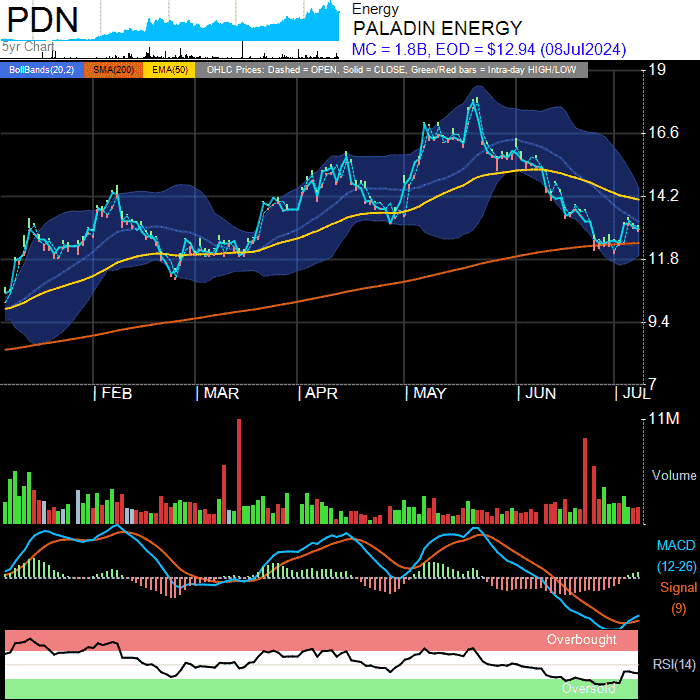 PDN
5yr Chart
Energy
PALADIN ENERGY
MC = 1.8B, EOD = $12.94 (08Jul2024)
BollBands(20,2) SMA(200) EMA(50) OHLC Prices: Dashed = OPEN, Solid = CLOSE, Green/Red bars = Intra-day HIGH/LOW
19
16.6
14.2
11.8
9.4
7
| FEB | MAR | APR | MAY | JUN | JUL
11M
Volume
MACD
(12-26)
Signal
(9)
Overbought
RSI(14)
Oversold